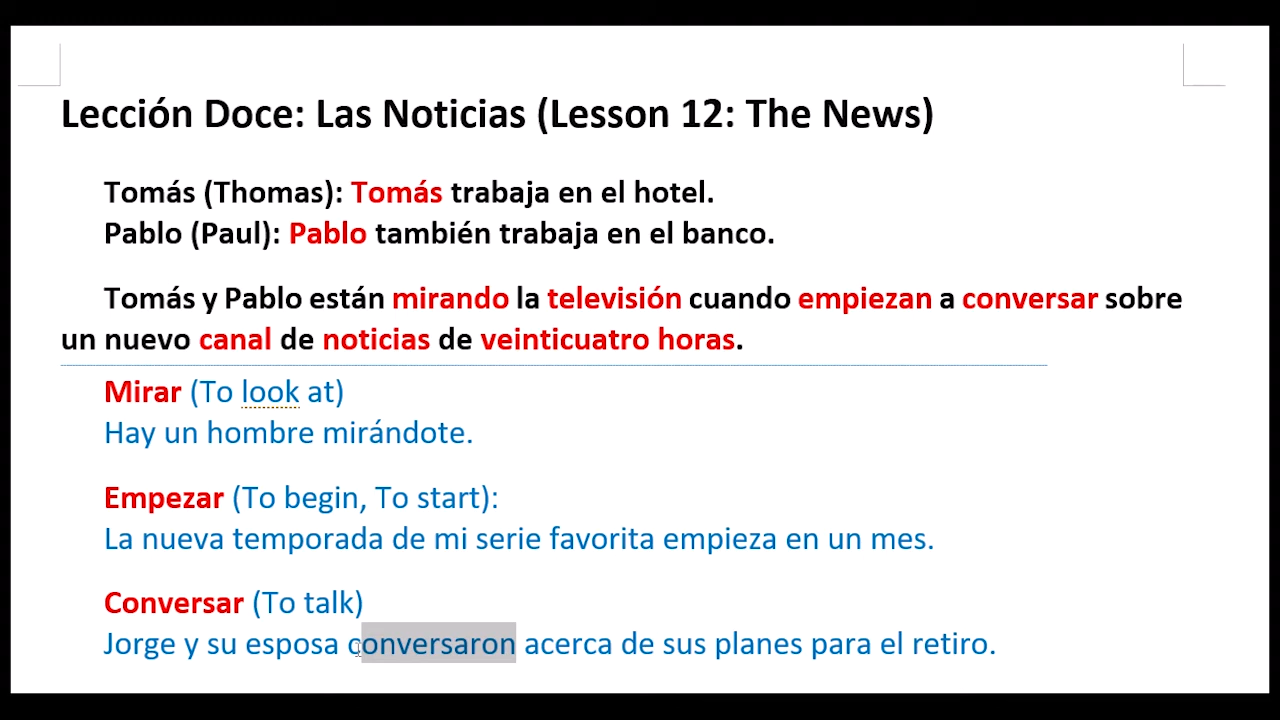 Lección Doce: Las Noticias (Lesson 12: The News)
Tomás (Thomas): Tomás trabaja en el hotel.
Pablo (Paul): Pablo también trabaja en el banco.
Tomás y Pablo están mirando la televisión cuando empiezan a conversar sobre
un nuevo canal de noticias de veinticuatro horas.
Mirar (To look at)
Hay un hombre mirándote.
Empezar (To begin, To start):
La nueva temporada de mi serie favorita empieza en un mes.
Conversar (To talk)
Jorge y su esposa conversaron acerca de sus planes para el retiro.